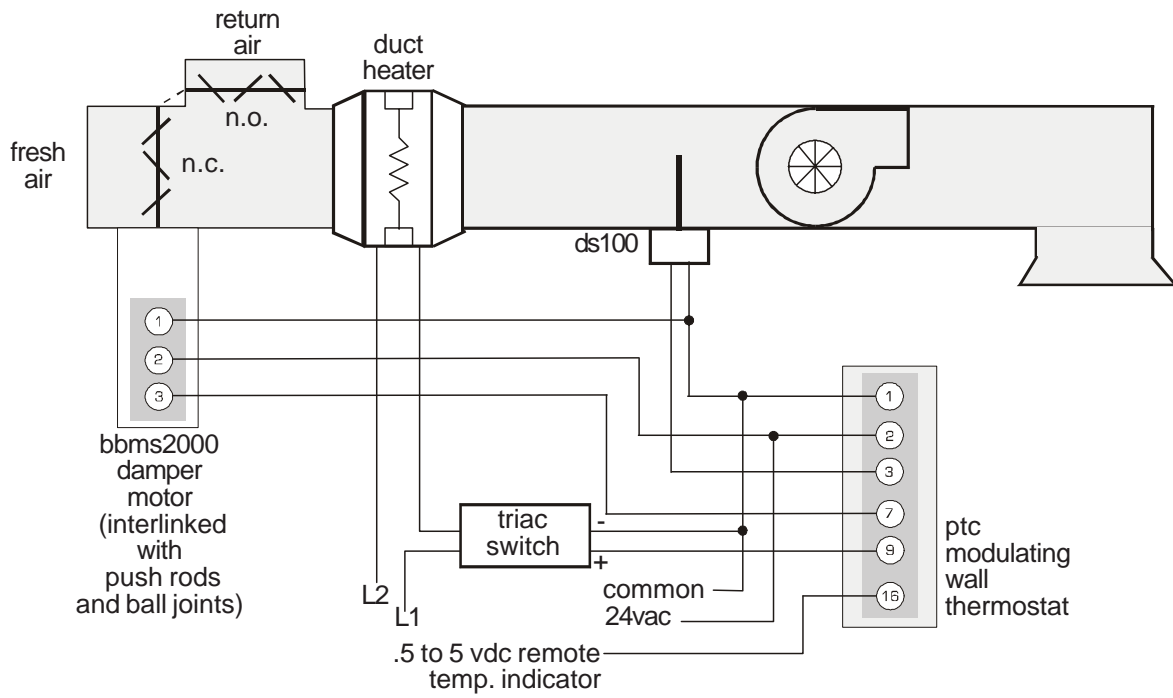 return
air
duct
heater
n.o.
fresh
air
n.c.
ds100
1
2
3
bbms2000
damper
motor
(interlinked
with
push rods
and ball joints)
triac
switch
-
+
L2
L1
common
24vac
.5 to 5 vdc remote
temp. indicator
1
2
3
7
9
16
ptc
modulating
wall
thermostat